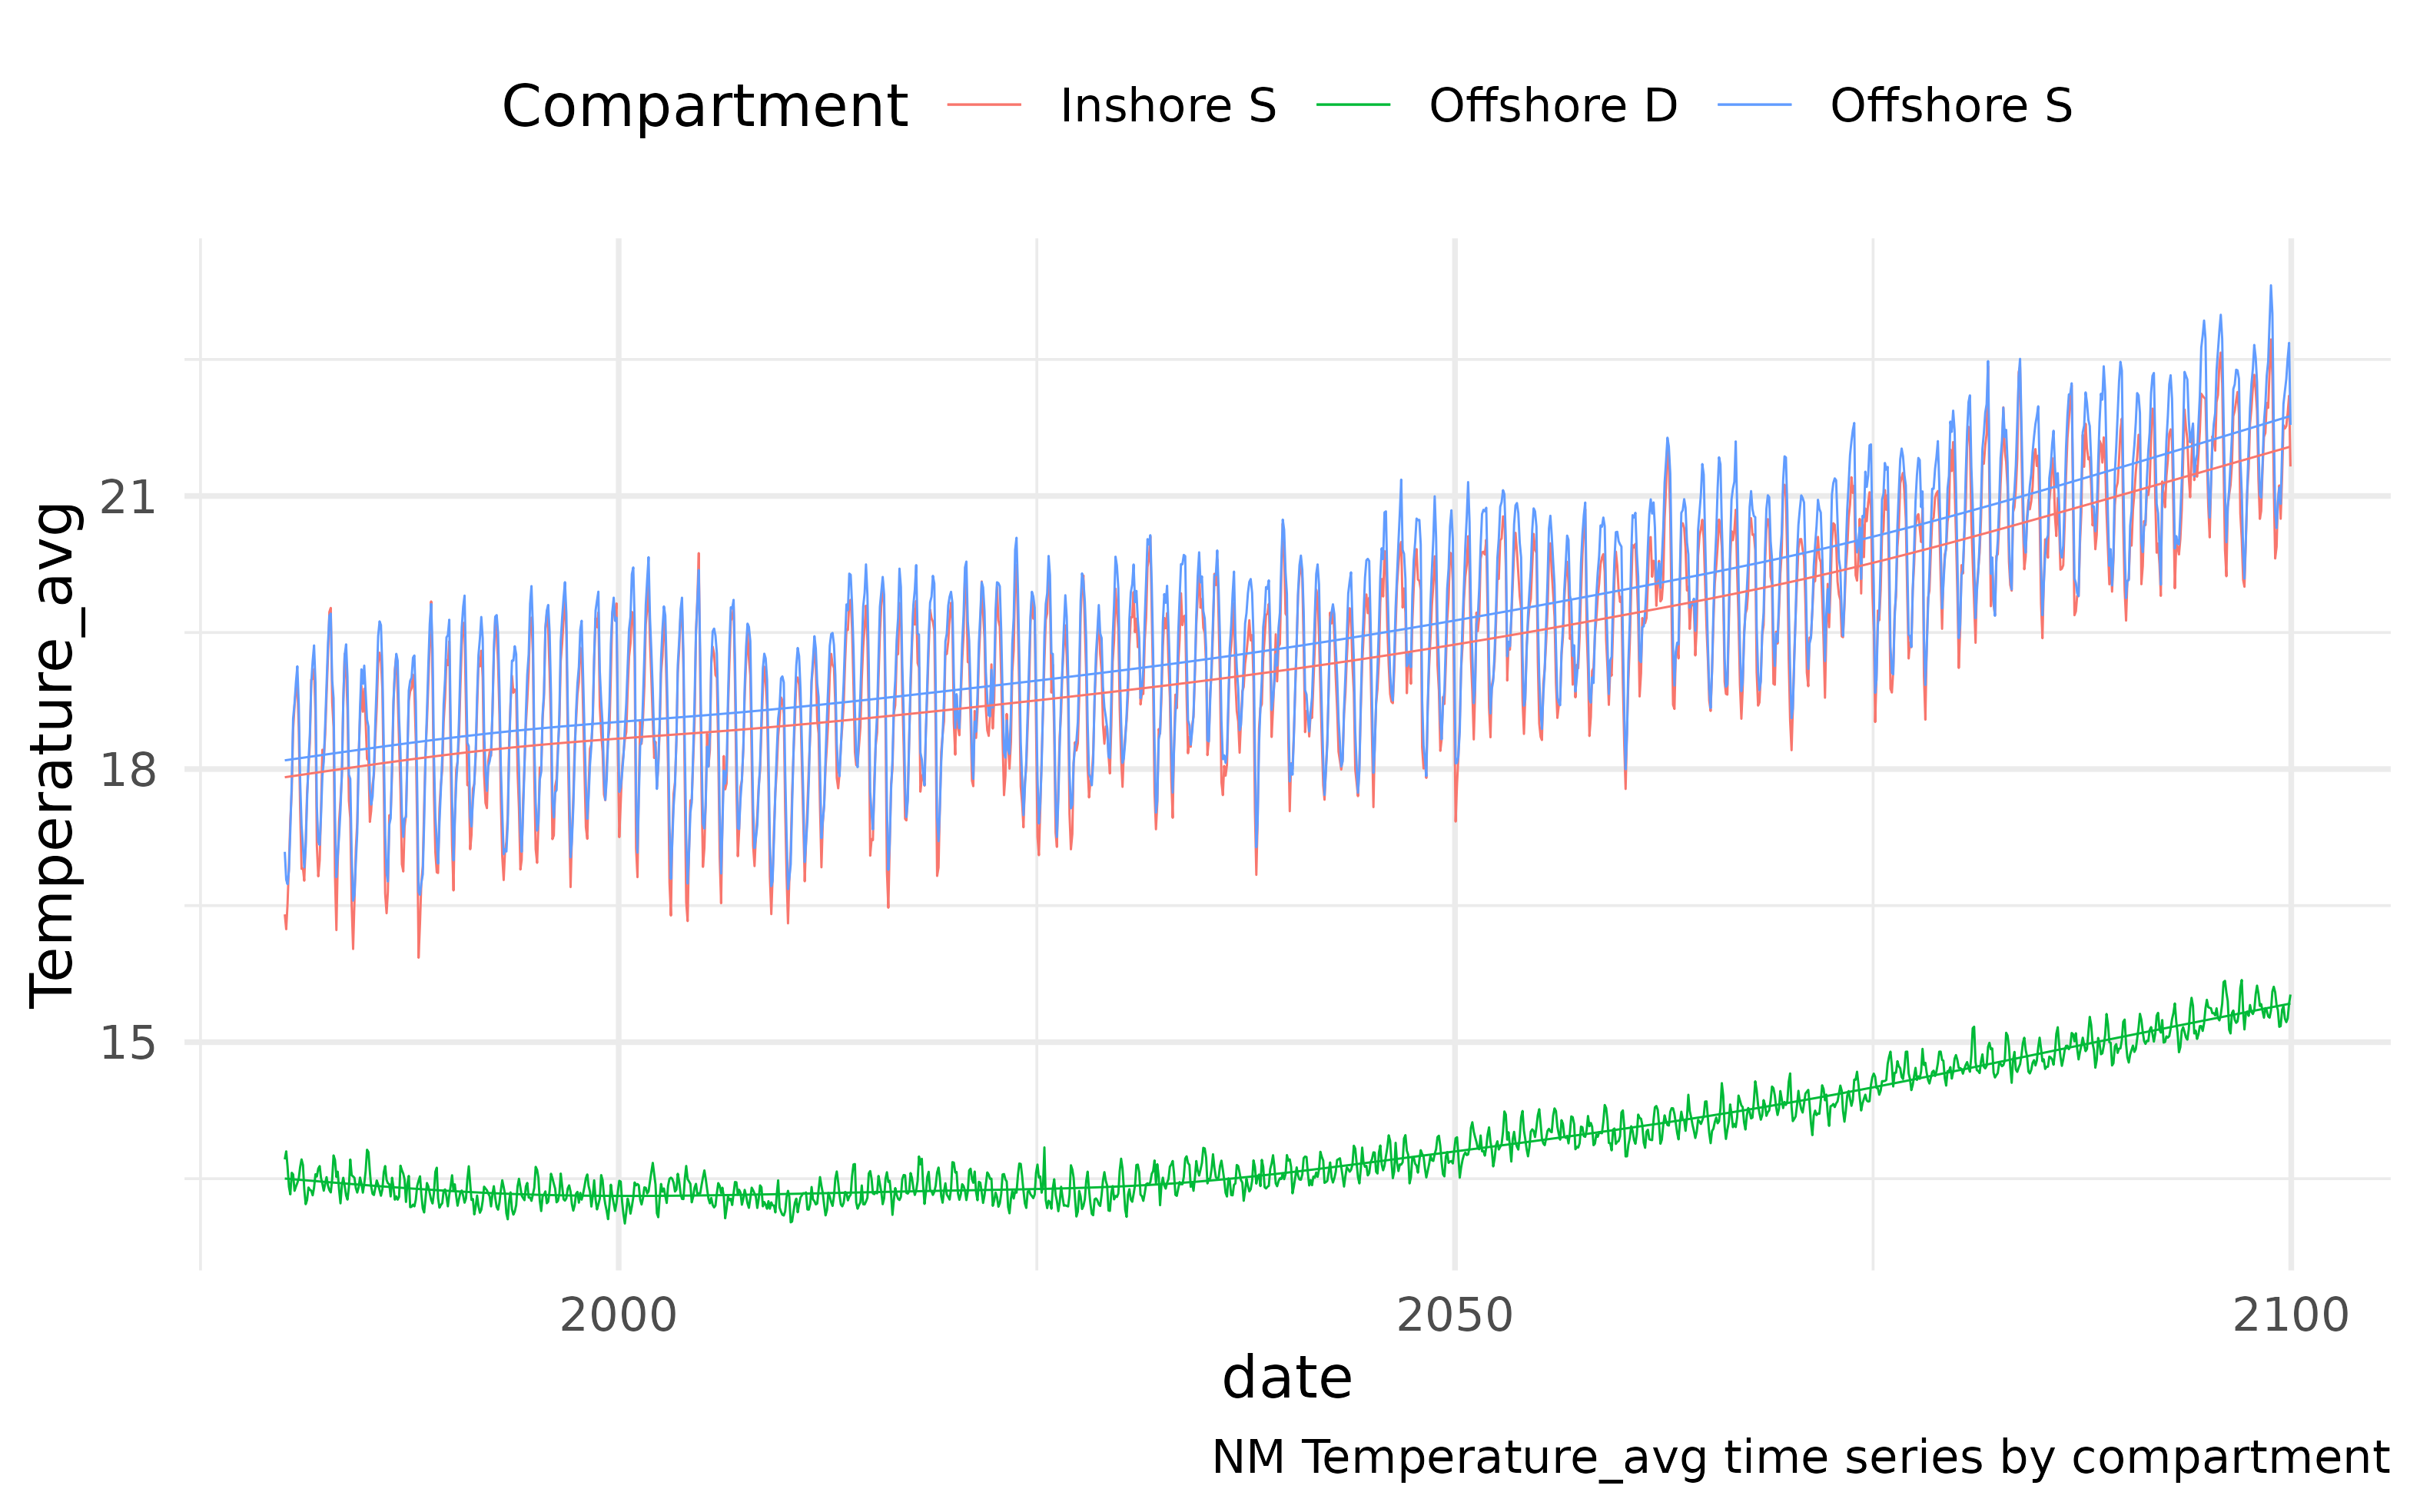 Compartment Inshore S Offshore D Offshore S
Temperature_avg
21
18
15
2000 2050 2100
date
NM Temperature_avg time series by compartment